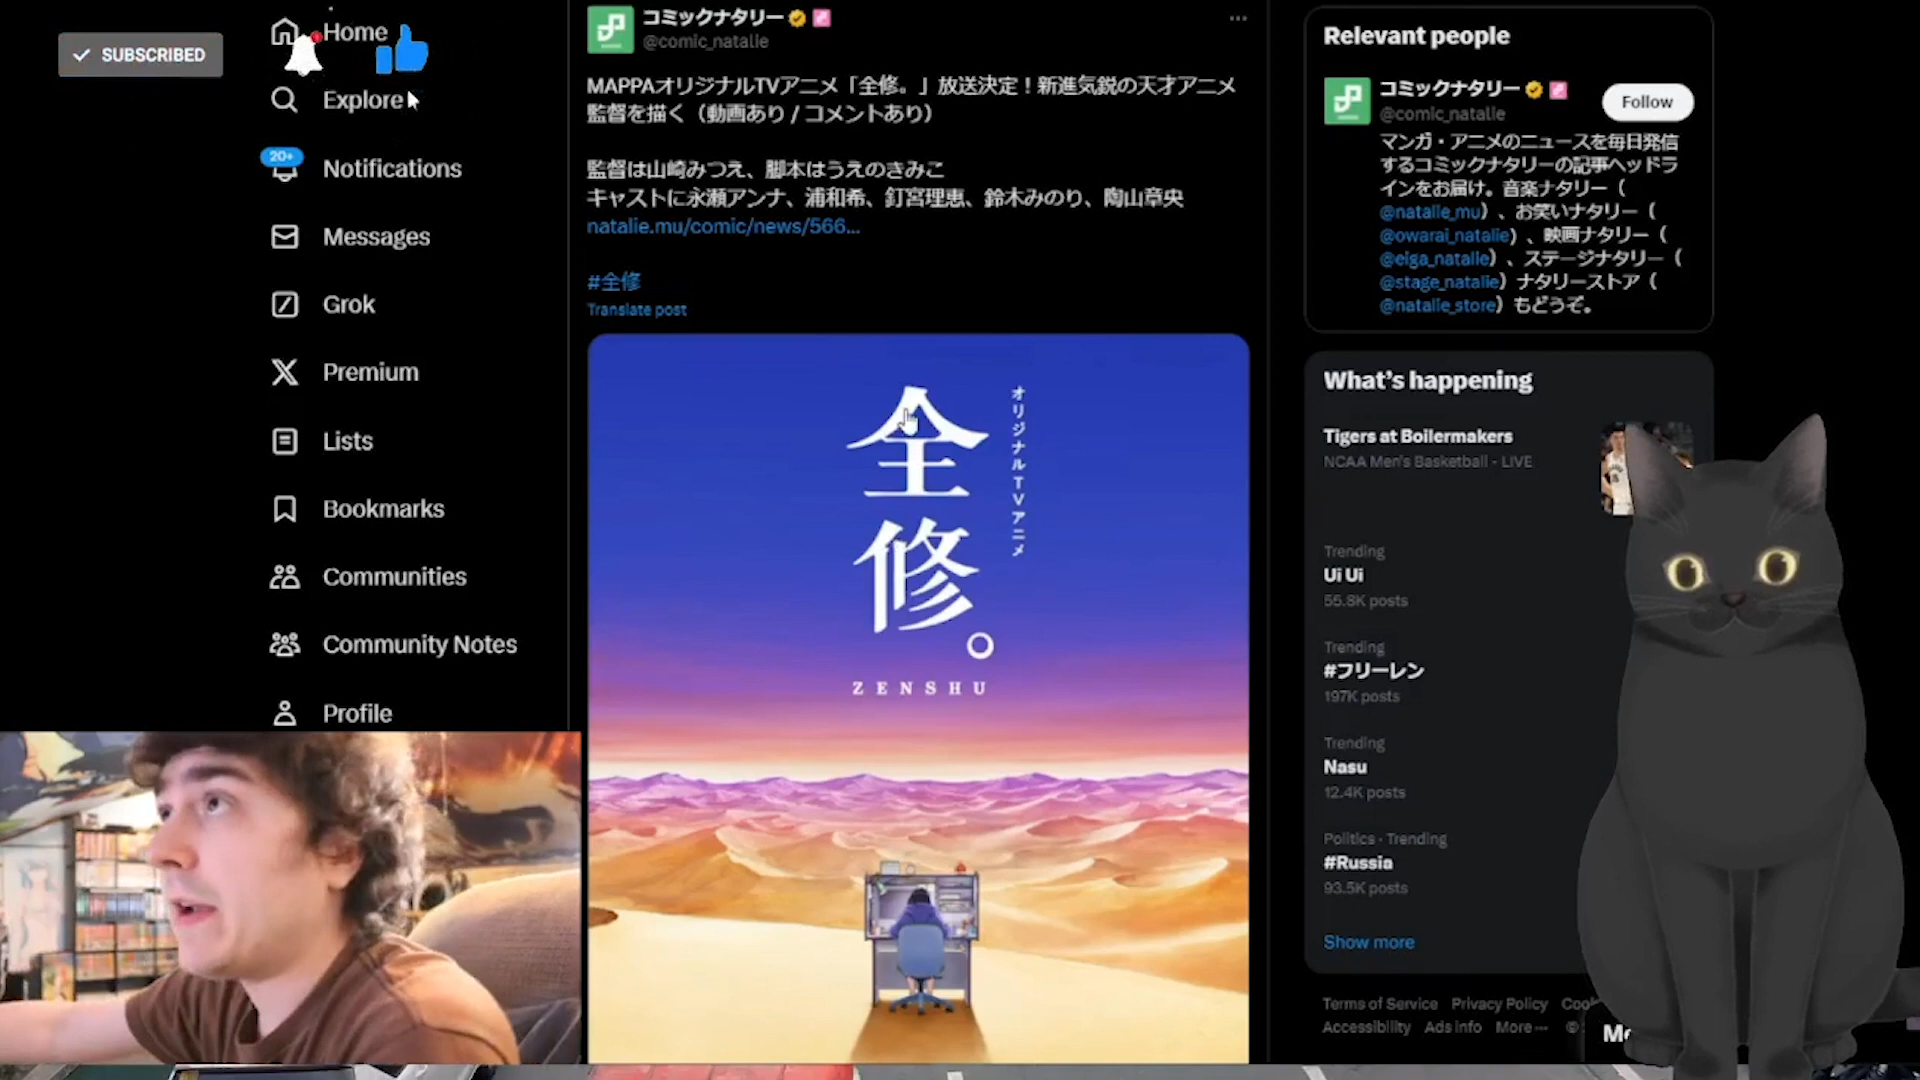 SUBSCRIBED
Home
Explore
20+
Notifications
Messages
Grok
Premium
Lists
Bookmarks
Communities
Community Notes
Profile
コミックナタリー
@comic_natalie
MAPPAオリジナルTVアニメ「全修。」放送決定！新進気鋭の天才アニメ
監督を描く（動画あり / コメントあり）
監督は山崎みつえ、脚本はうえのきみこ
キャストに永瀬アンナ、浦和希、釘宮理恵、鈴木みのり、陶山章央
natalie.mu/comic/news/566...
#全修
Translate post
オリジナルTVアニメ
全修。
ZENSHU
Relevant people
コミックナタリー
@comic_natalie
Follow
マンガ・アニメのニュースを毎日発信
するコミックナタリーの記事ヘッドラ
インをお届け。音楽ナタリー（
@natalie_mu）、お笑いナタリー（
@owarai_natalie）、映画ナタリー（
@eiga_natalie）、ステージナタリー（
@stage_natalie）ナタリーストア（
@natalie_store）もどうぞ。
What's happening
Tigers at Boilermakers
NCAA Men's Basketball - LIVE
Trending
Ui Ui
55.8K posts
Trending
#フリーレン
197K posts
Trending
Nasu
12.4K posts
Politics · Trending
#Russia
93.5K posts
Show more
Terms of Service Privacy Policy
Accessibility Ads info More ··· ©